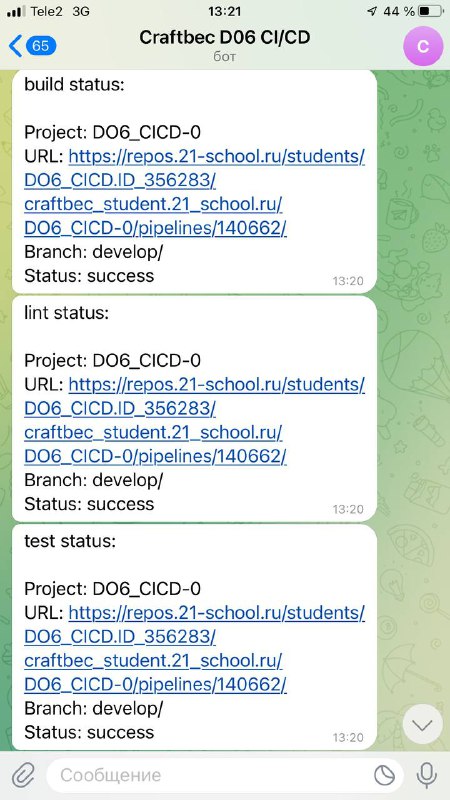 Tele2 3G 13:21 44 %
65 Craftbec D06 CI/CD C
бот
build status:
Project: DO6_CICD-0
URL: https://repos.21-school.ru/students/
DO6_CICD.ID_356283/
craftbec_student.21_school.ru/
DO6_CICD-0/pipelines/140662/
Branch: develop/
Status: success
13:20
lint status:
Project: DO6_CICD-0
URL: https://repos.21-school.ru/students/
DO6_CICD.ID_356283/
craftbec_student.21_school.ru/
DO6_CICD-0/pipelines/140662/
Branch: develop/
Status: success
13:20
test status:
Project: DO6_CICD-0
URL: https://repos.21-school.ru/students/
DO6_CICD.ID_356283/
craftbec_student.21_school.ru/
DO6_CICD-0/pipelines/140662/
Branch: develop/
Status: success
13:20
Сообщение